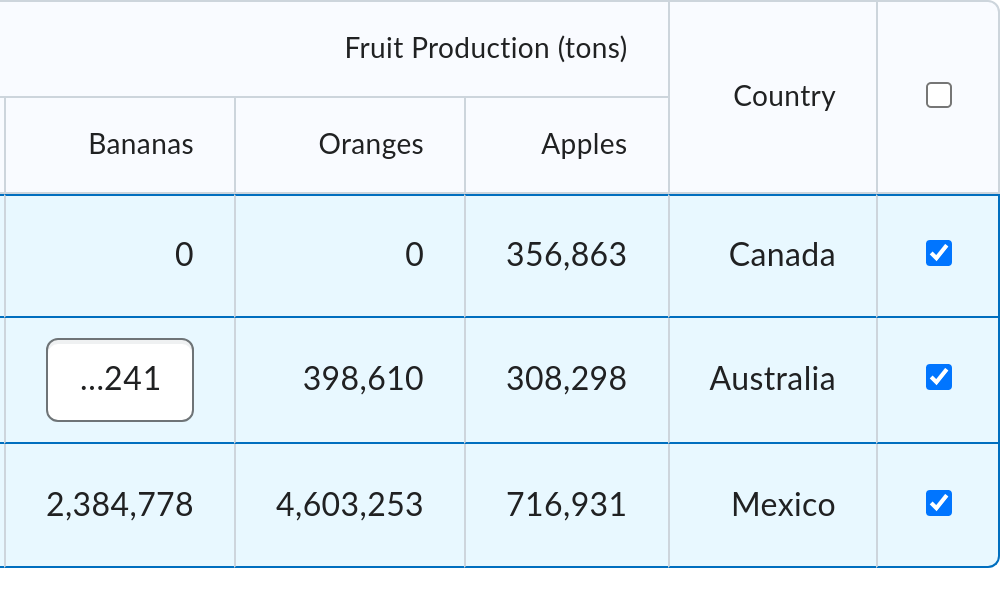 Fruit Production (tons)
Country
Bananas Oranges Apples
0 0 356,863 Canada
...241 398,610 308,298 Australia
2,384,778 4,603,253 716,931 Mexico